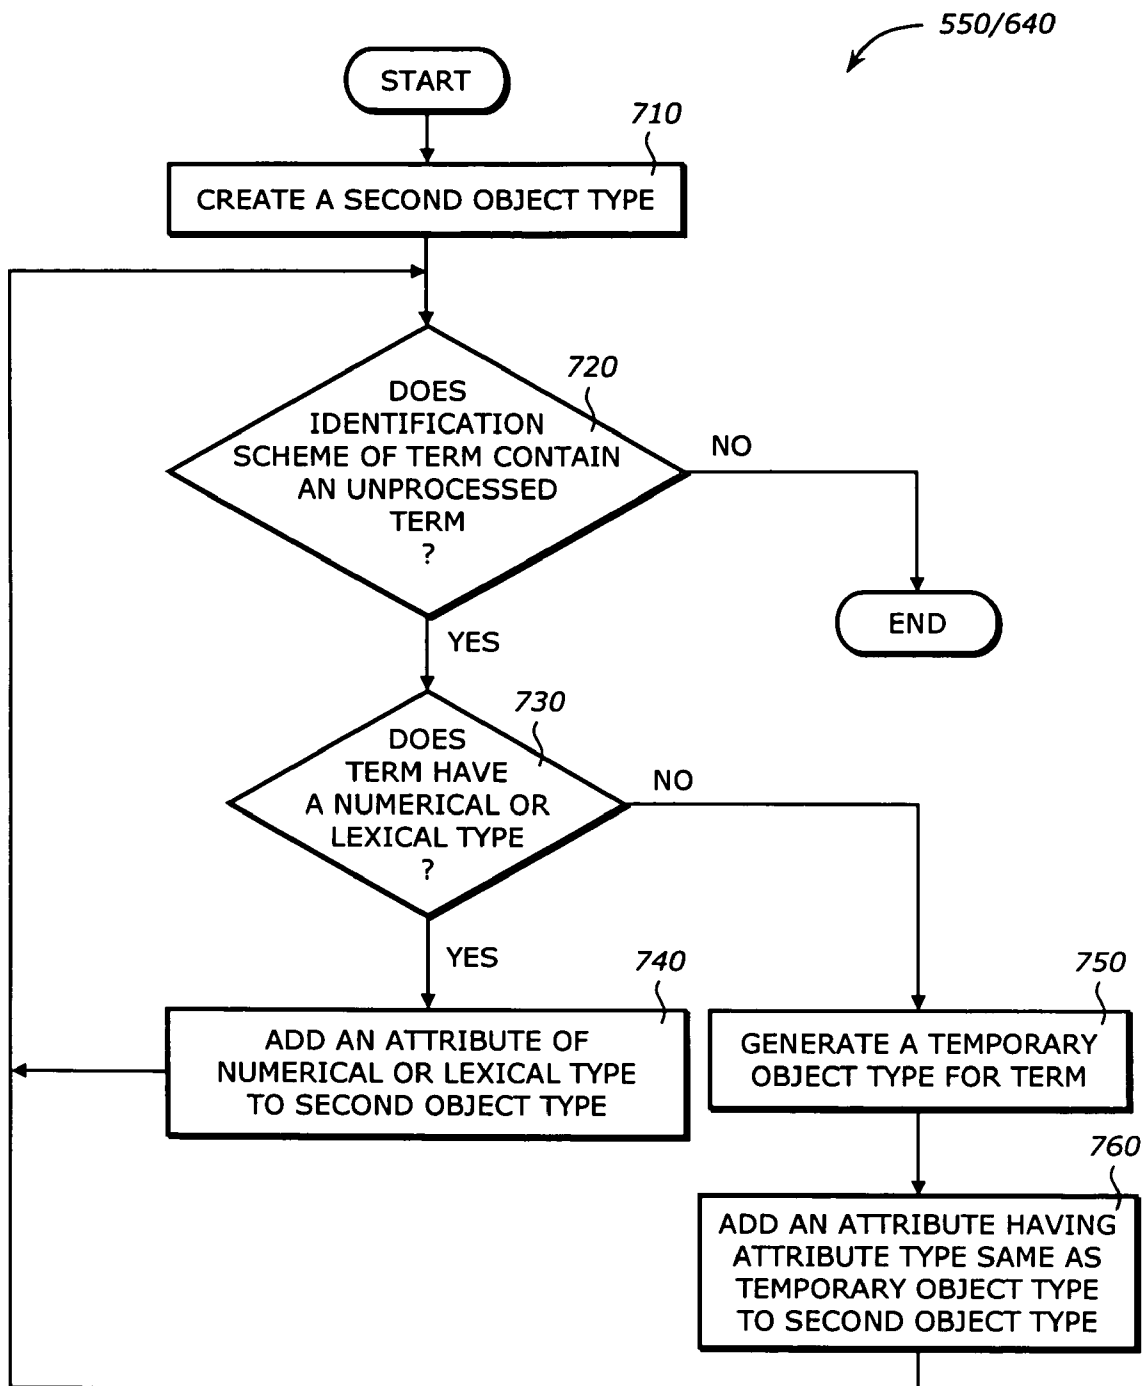 550/640
START
710
CREATE A SECOND OBJECT TYPE
720
DOES
IDENTIFICATION
SCHEME OF TERM CONTAIN
AN UNPROCESSED
TERM
?
NO
END
YES
730
DOES
TERM HAVE
A NUMERICAL OR
LEXICAL TYPE
?
NO
YES
740
ADD AN ATTRIBUTE OF
NUMERICAL OR LEXICAL TYPE
TO SECOND OBJECT TYPE
750
GENERATE A TEMPORARY
OBJECT TYPE FOR TERM
760
ADD AN ATTRIBUTE HAVING
ATTRIBUTE TYPE SAME AS
TEMPORARY OBJECT TYPE
TO SECOND OBJECT TYPE